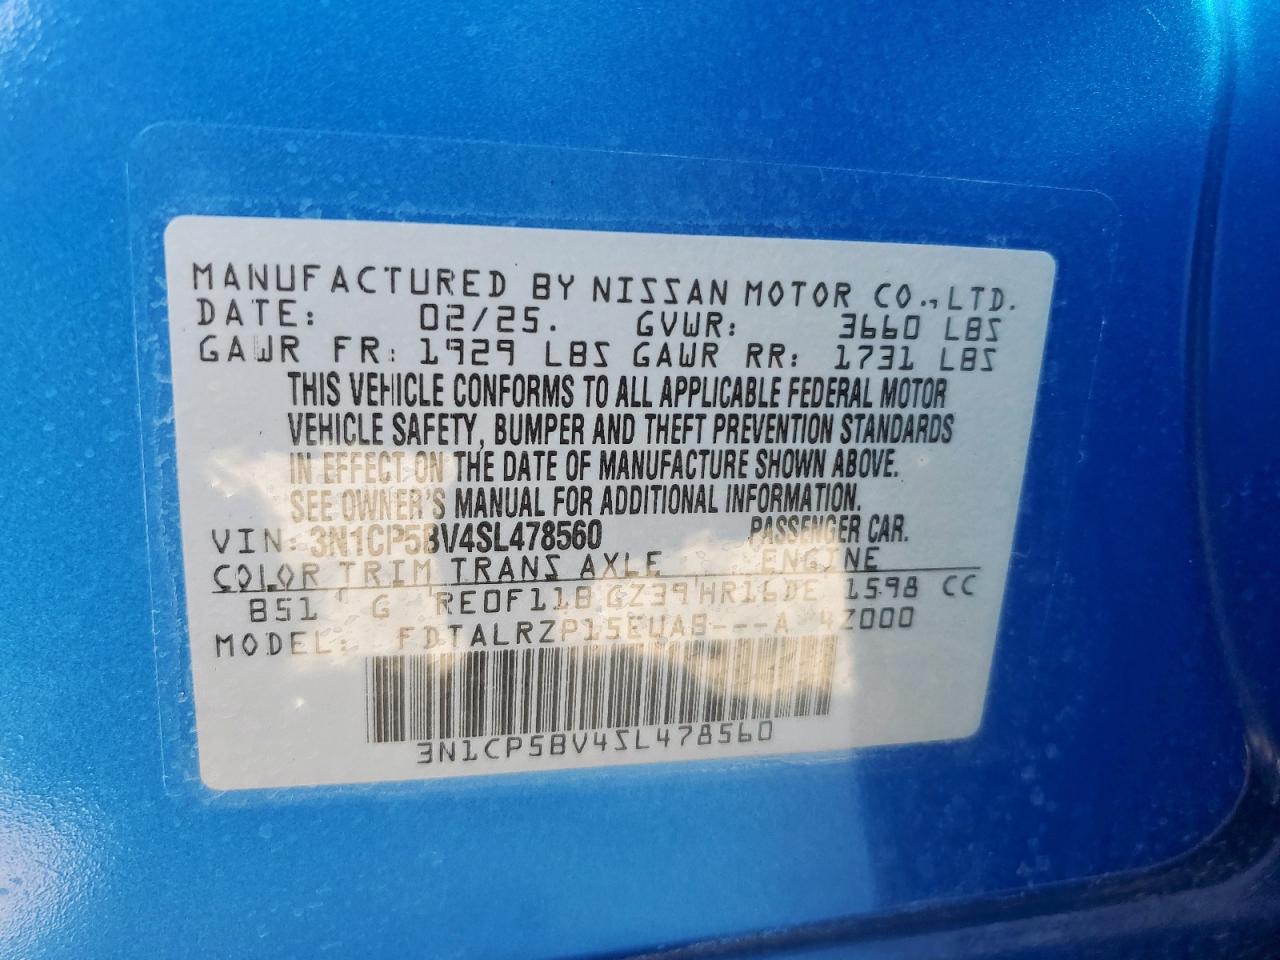 MANUFACTURED BY NISSAN MOTOR CO., LTD.
DATE: 02/25. GVWR: 3660 LBS
GAWR FR: 1929 LBS GAWR RR: 1731 LBS
THIS VEHICLE CONFORMS TO ALL APPLICABLE FEDERAL MOTOR
VEHICLE SAFETY, BUMPER AND THEFT PREVENTION STANDARDS
IN EFFECT ON THE DATE OF MANUFACTURE SHOWN ABOVE.
SEE OWNER'S MANUAL FOR ADDITIONAL INFORMATION.
VIN: 3N1CP5BV4SL478560 PASSENGER CAR.
COLOR TRIM TRANS AXLE ENGINE
B51 G RE0F11B GZ39 HR16DE 1598 CC
MODEL: FDTALRZP15EUA8---A 4Z000
3N1CP5BV4SL478560